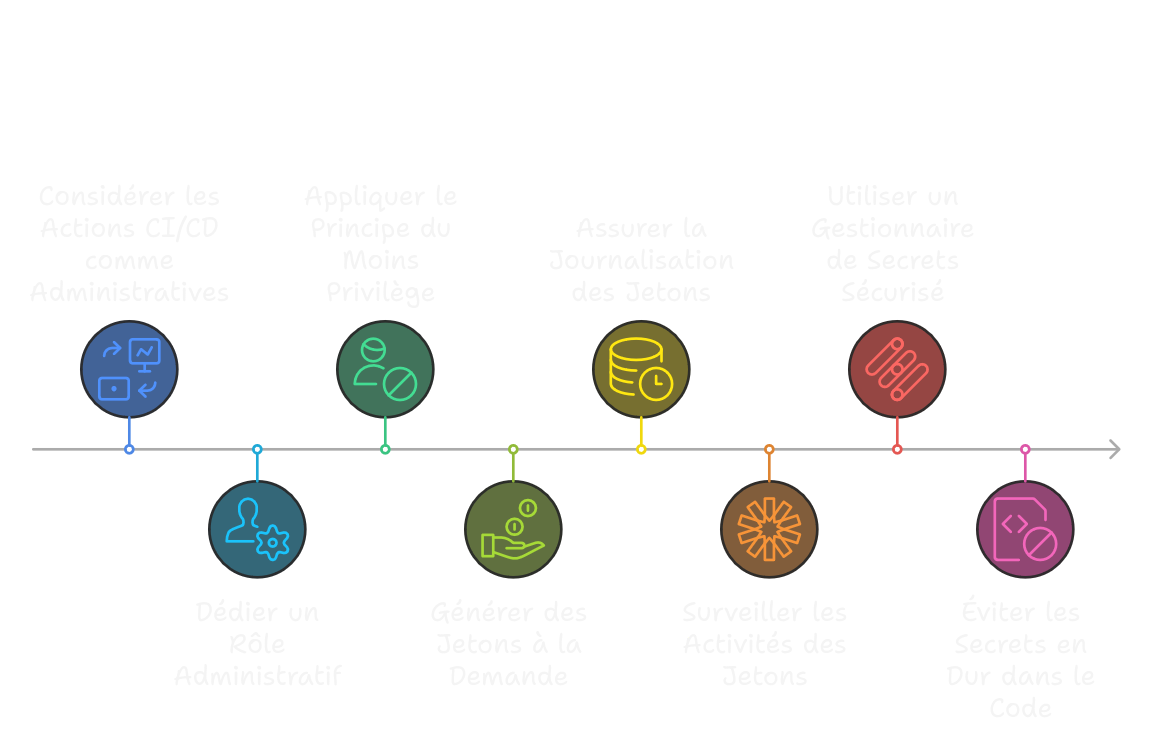 Considérer les
Actions CI/CD
comme
Administratives
Dédier un
Rôle
Administratif
Appliquer le
Principe du
Moins
Privilège
Générer des
Jetons à la
Demande
Assurer la
Journalisation
des Jetons
Surveiller les
Activités des
Jetons
Utiliser un
Gestionnaire
de Secrets
Sécurisé
Éviter les
Secrets en
Dur dans le
Code